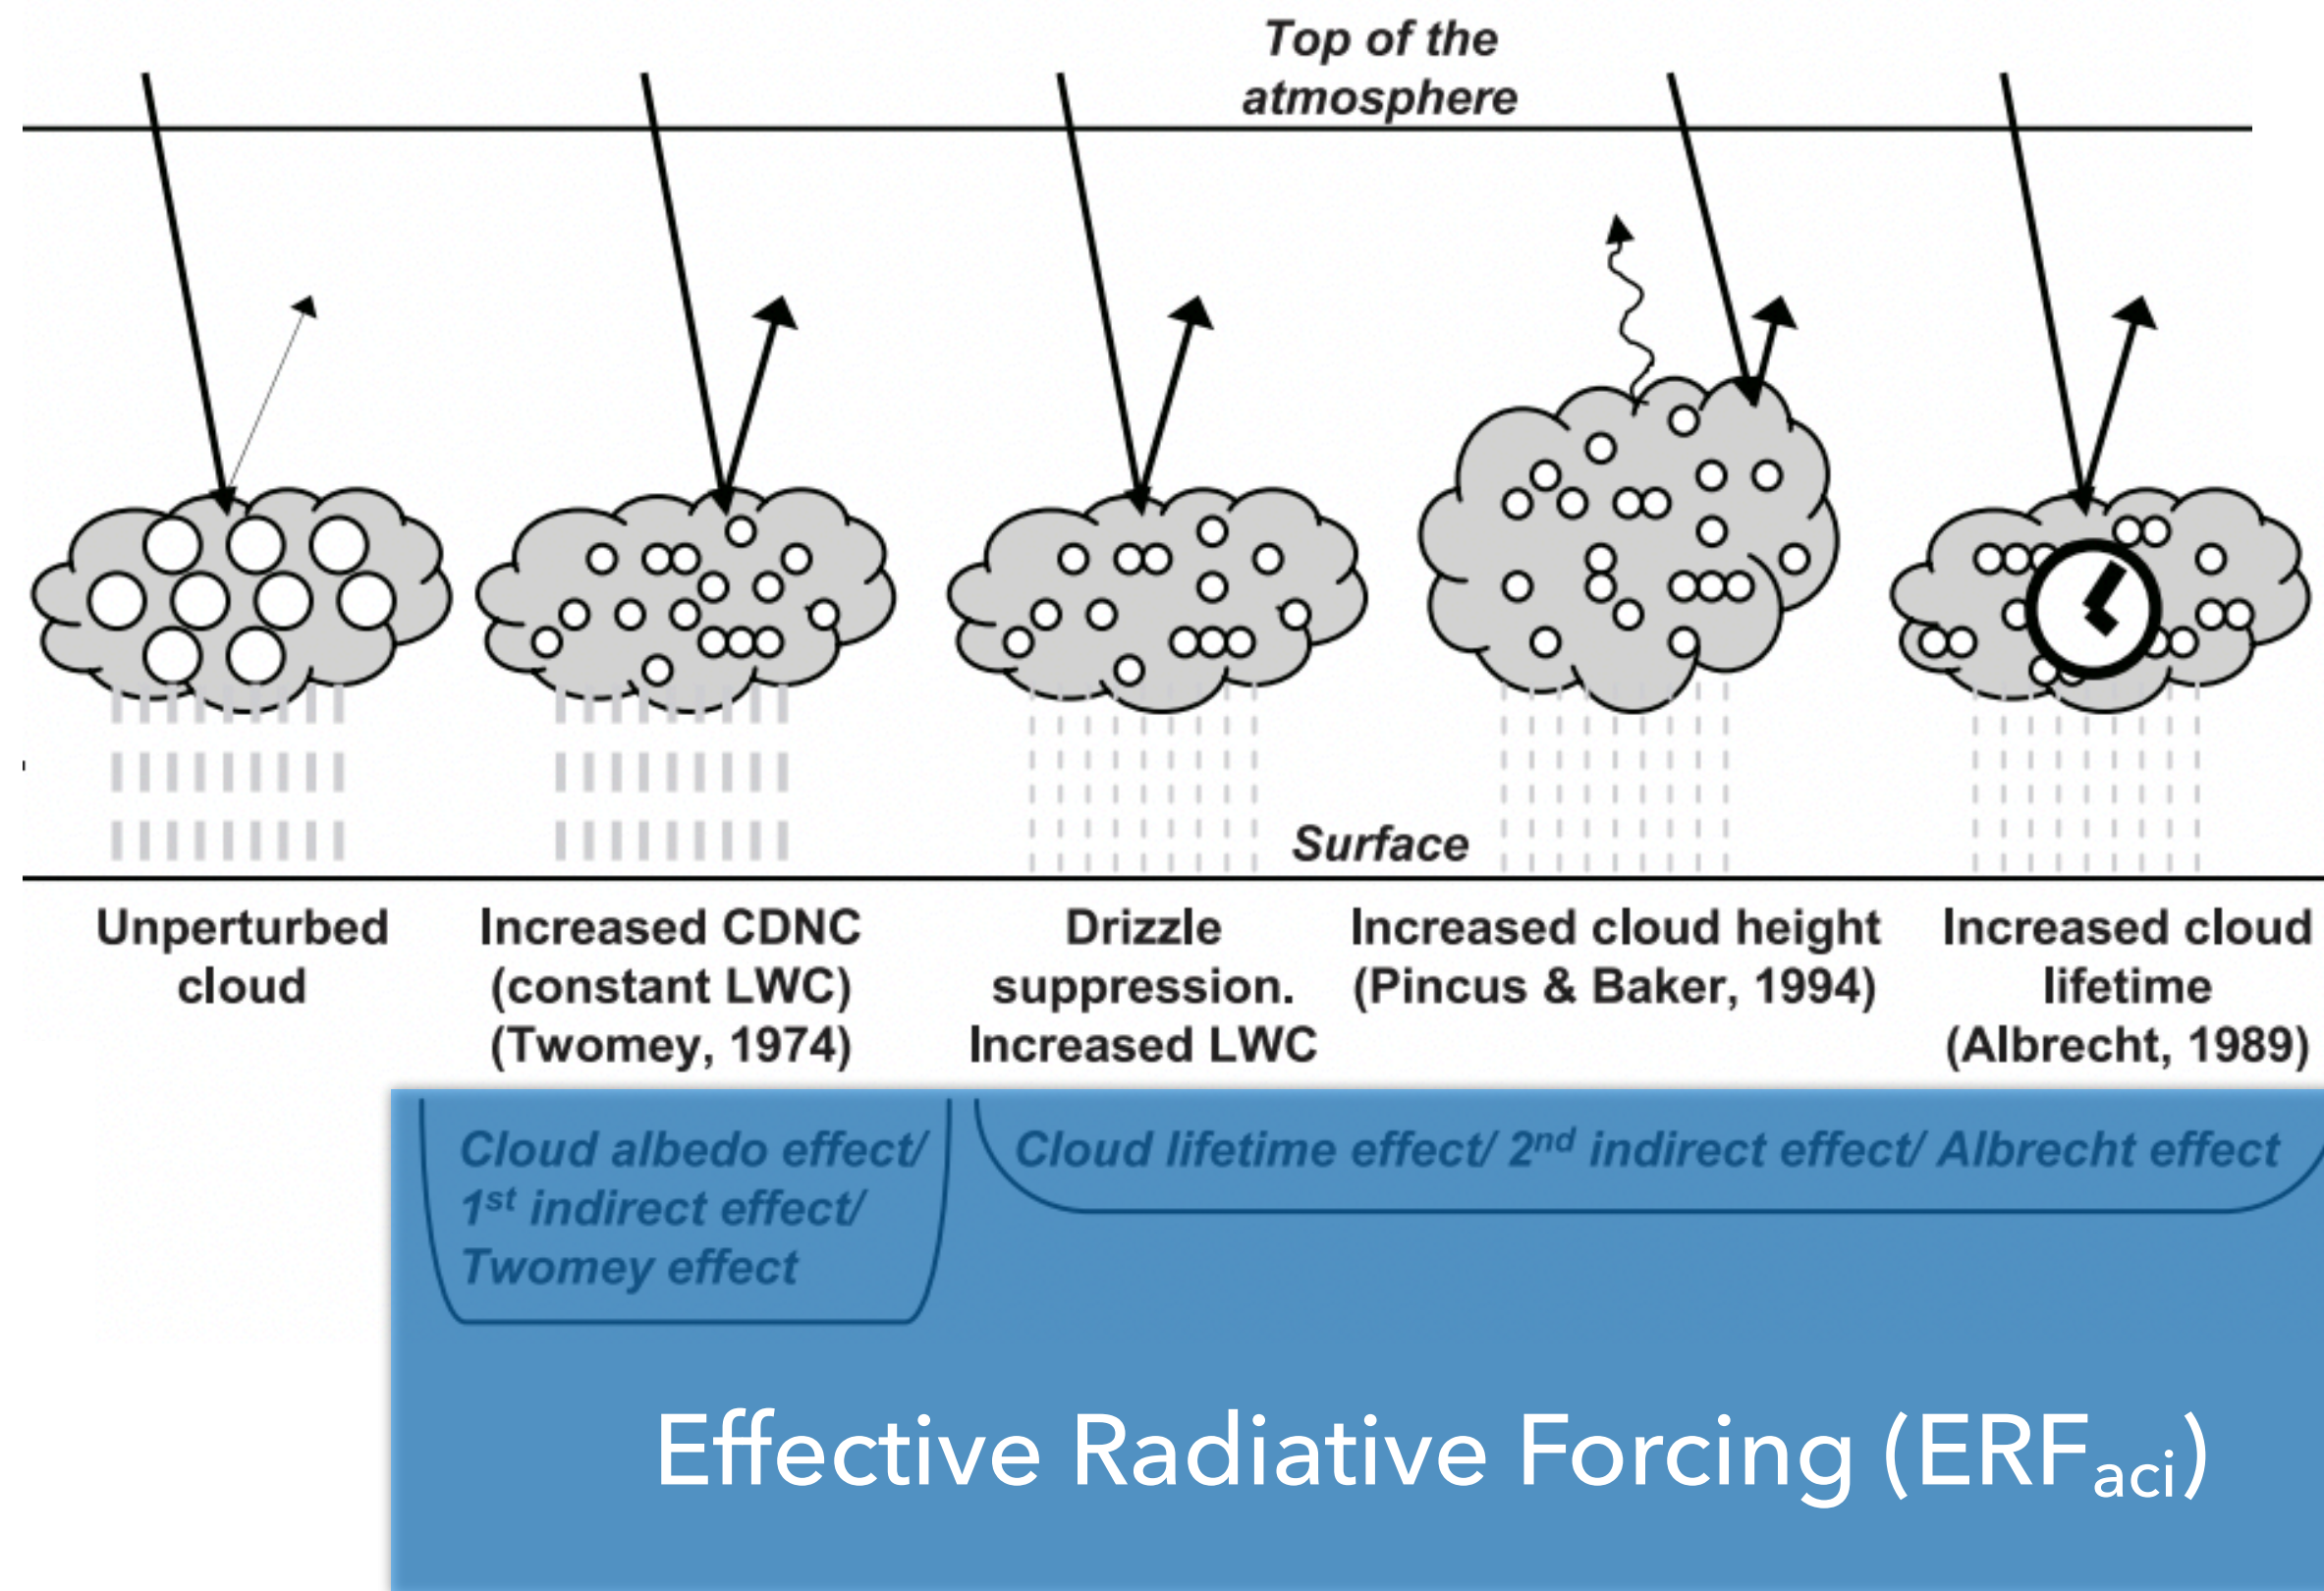 Top of the
atmosphere
Surface
Unperturbed
cloud
Increased CDNC
(constant LWC)
(Twomey, 1974)
Drizzle
suppression.
Increased LWC
Increased cloud height
(Pincus & Baker, 1994)
Increased cloud
lifetime
(Albrecht, 1989)
Cloud albedo effect/
1st indirect effect/
Twomey effect
Cloud lifetime effect/ 2nd indirect effect/ Albrecht effect
Effective Radiative Forcing (ERFaci)